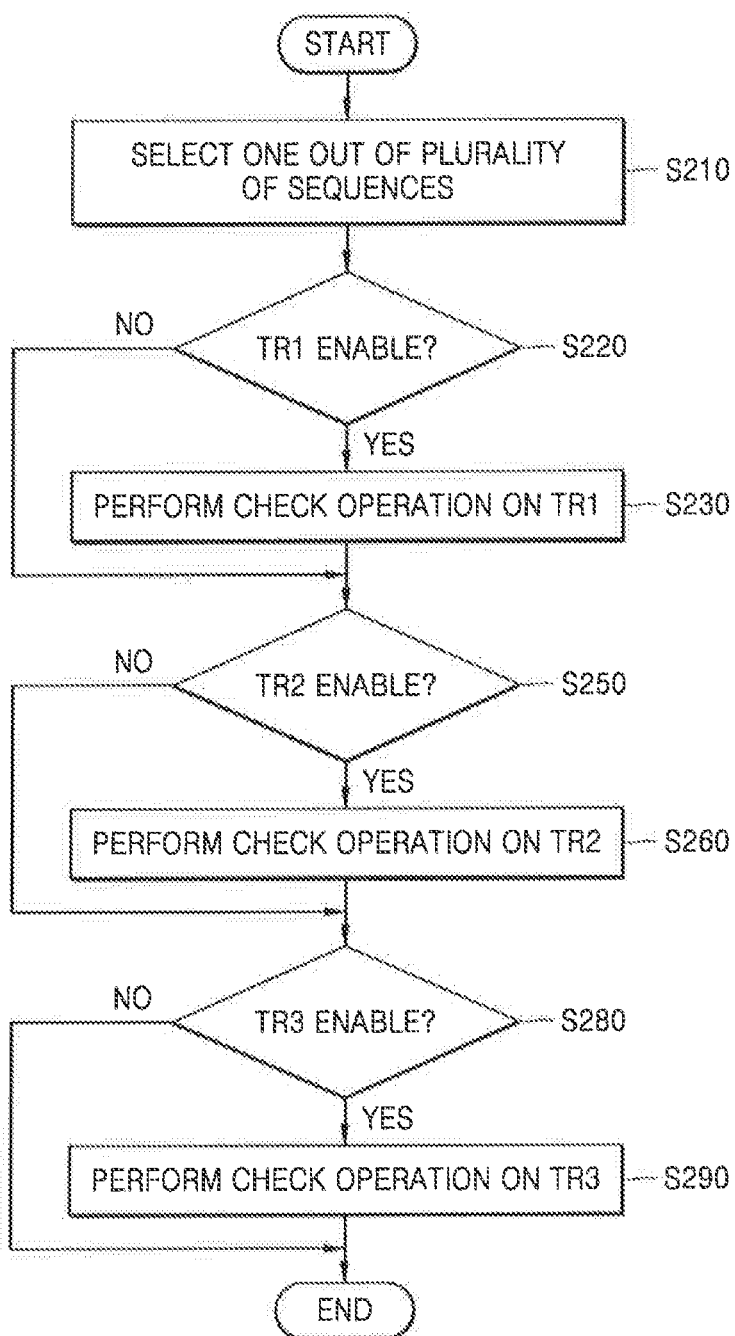 START
SELECT ONE OUT OF PLURALITY
OF SEQUENCES
S210
NO
TR1 ENABLE?
S220
YES
PERFORM CHECK OPERATION ON TR1
S230
NO
TR2 ENABLE?
S250
YES
PERFORM CHECK OPERATION ON TR2
S260
NO
TR3 ENABLE?
S280
YES
PERFORM CHECK OPERATION ON TR3
S290
END